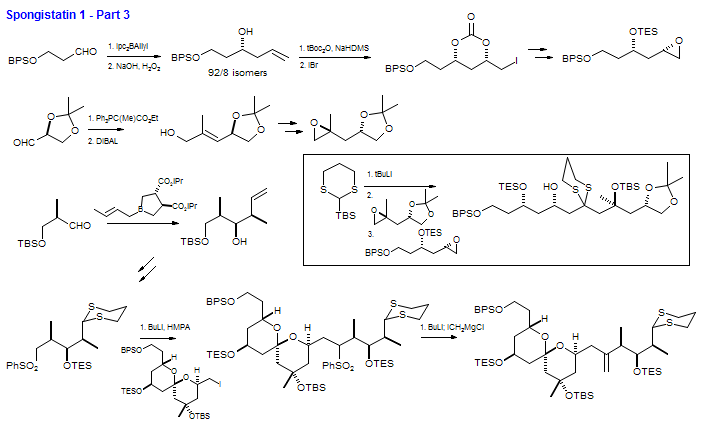 Spongistatin 1 - Part 3
BPSO
CHO
1. Ipc2BAllyl
2. NaOH, H2O2
BPSO
OH
92/8 isomers
1.tBoc2O, NaHDMS
2. IBr
BPSO
O
O
O
I
BPSO
OTES
O
OHC
O
O
1. Ph3PC(Me)CO2Et
2. DIBAL
HO
O
O
O
O
O
S
S
TBS
1. tBuLi
2.
O
O
O
3.
OTES
BPSO
O
TESO
HO
S
S
OTBS
O
O
BPSO
TBSO
CHO
CO2iPr
CO2iPr
B
TBSO
OH
S
S
PhSO2
OTES
1. BuLi, HMPA
BPSO
H
O
O
H
I
TESO
OTBS
BPSO
H
O
O
H
TESO
OTBS
PhSO2
OTES
S
S
1. BuLi; ICH2MgCl
BPSO
H
O
O
H
TESO
OTBS
OTES
S
S